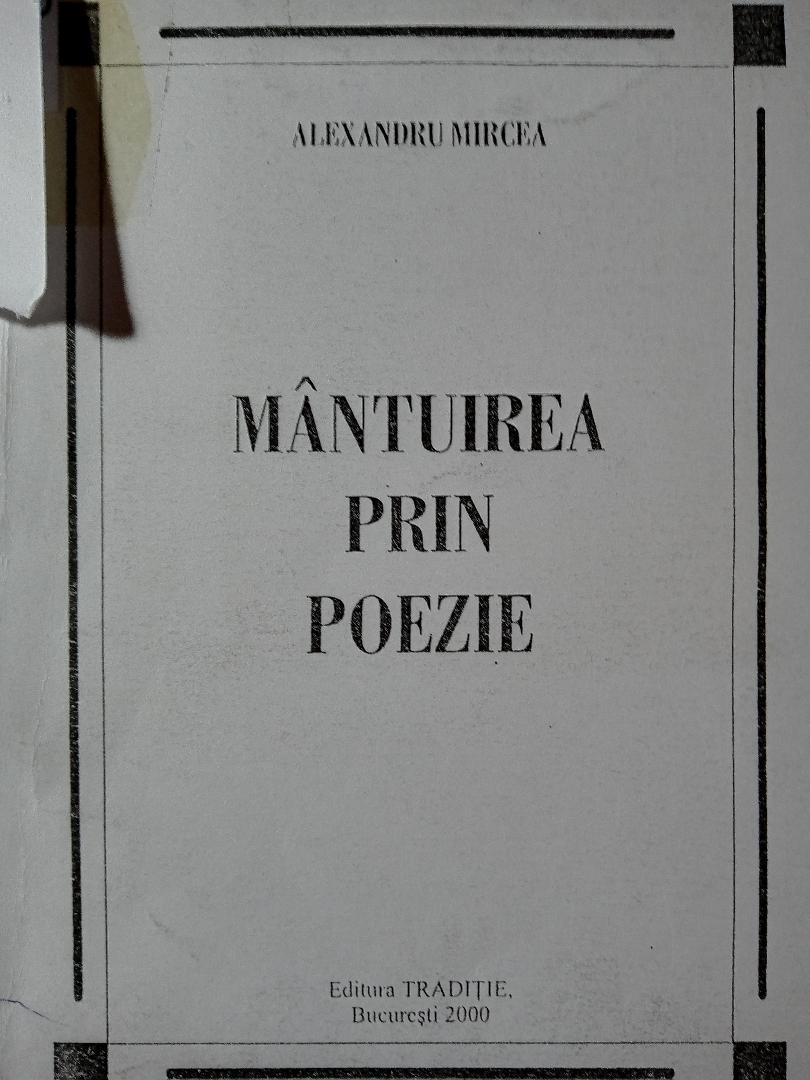 ALEXANDRU MIRCEA
MÂNTUIREA
PRIN
POEZIE
Editura TRADIȚIE,
București 2000